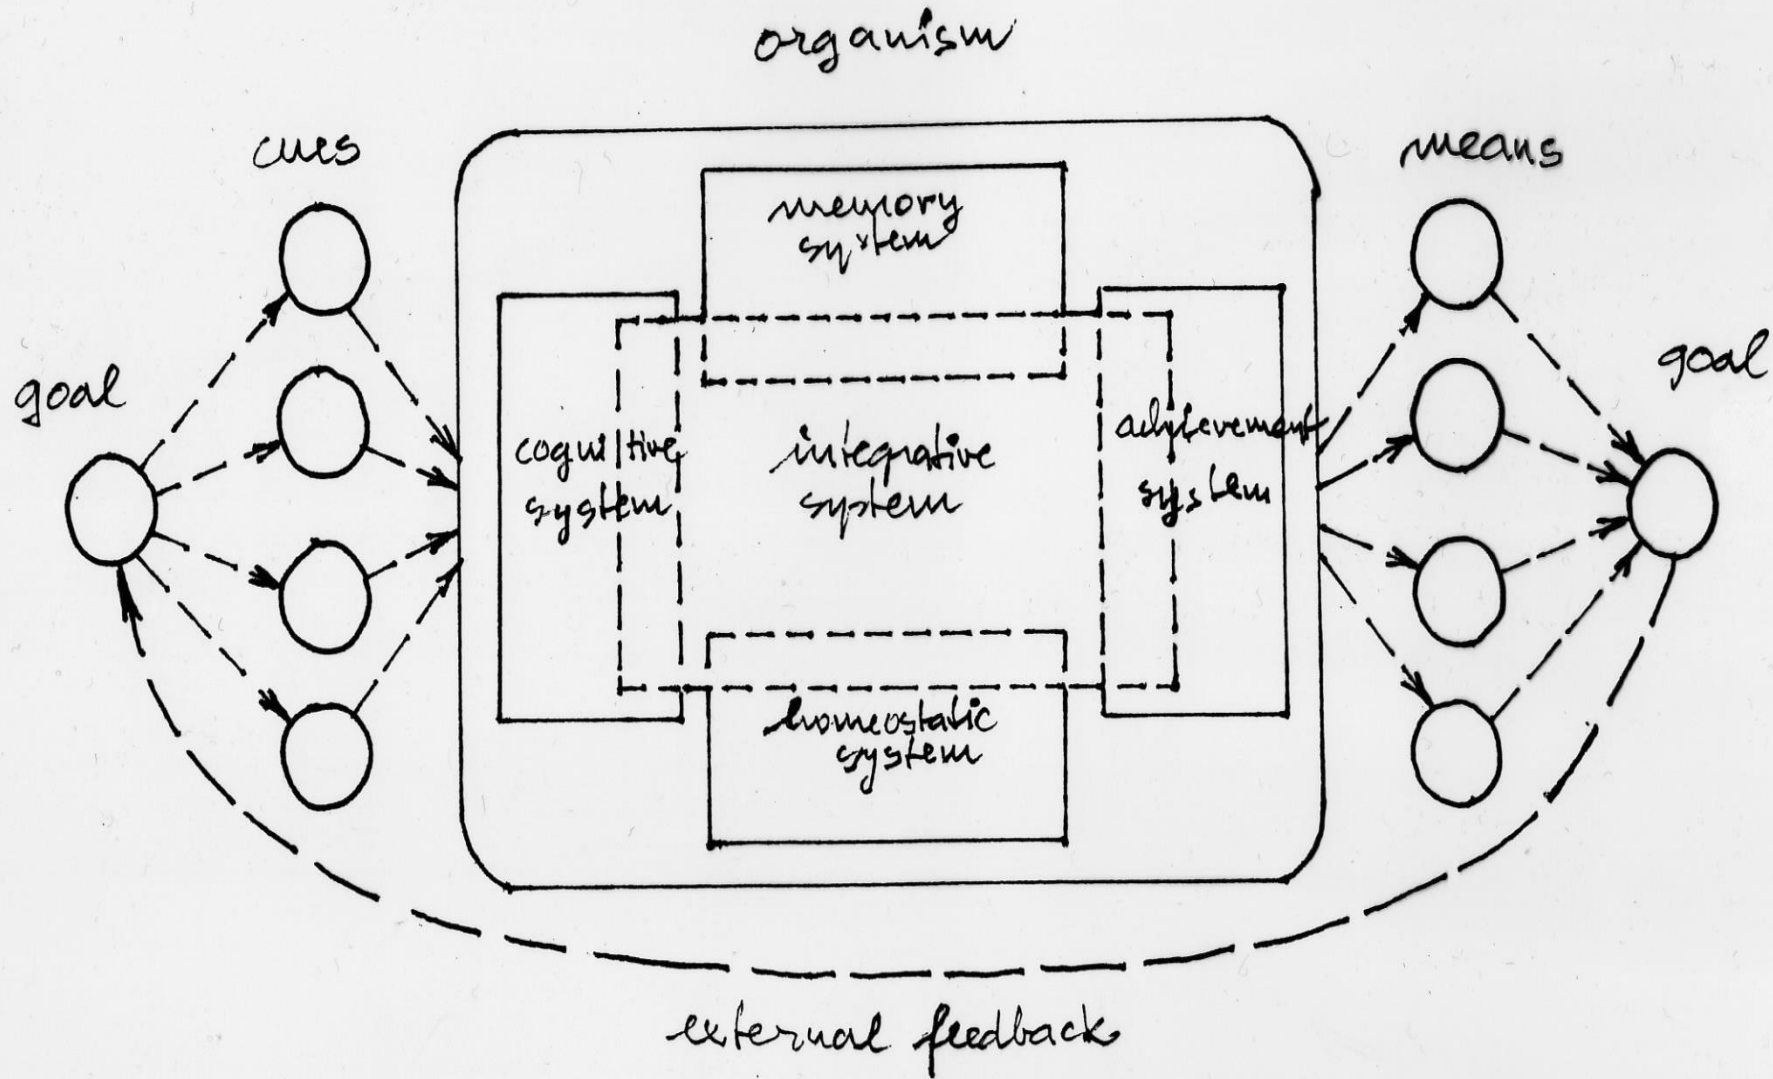 organism
cues
means
memory
system
goal
goal
cognitive
system
integrative
system
achievement
system
homeostatic
system
external feedback